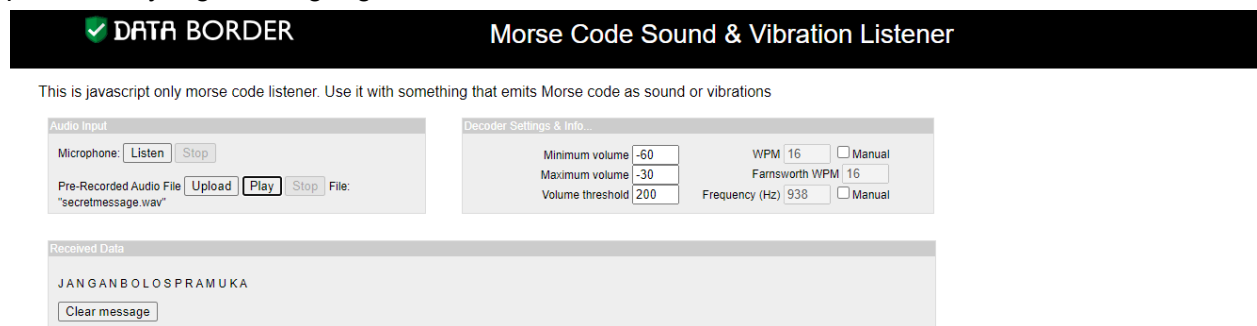 DATA BORDER
Morse Code Sound & Vibration Listener
This is javascript only morse code listener. Use it with something that emits Morse code as sound or vibrations
Audio Input
Microphone: Listen Stop
Pre-Recorded Audio File Upload Play Stop File:
"secretmessage.wav"
Decoder Settings & Info...
Minimum volume -60 WPM 16 Manual
Maximum volume -30 Farnsworth WPM 16
Volume threshold 200 Frequency (Hz) 938 Manual
Received Data
J A N G A N B O L O S P R A M U K A
Clear message